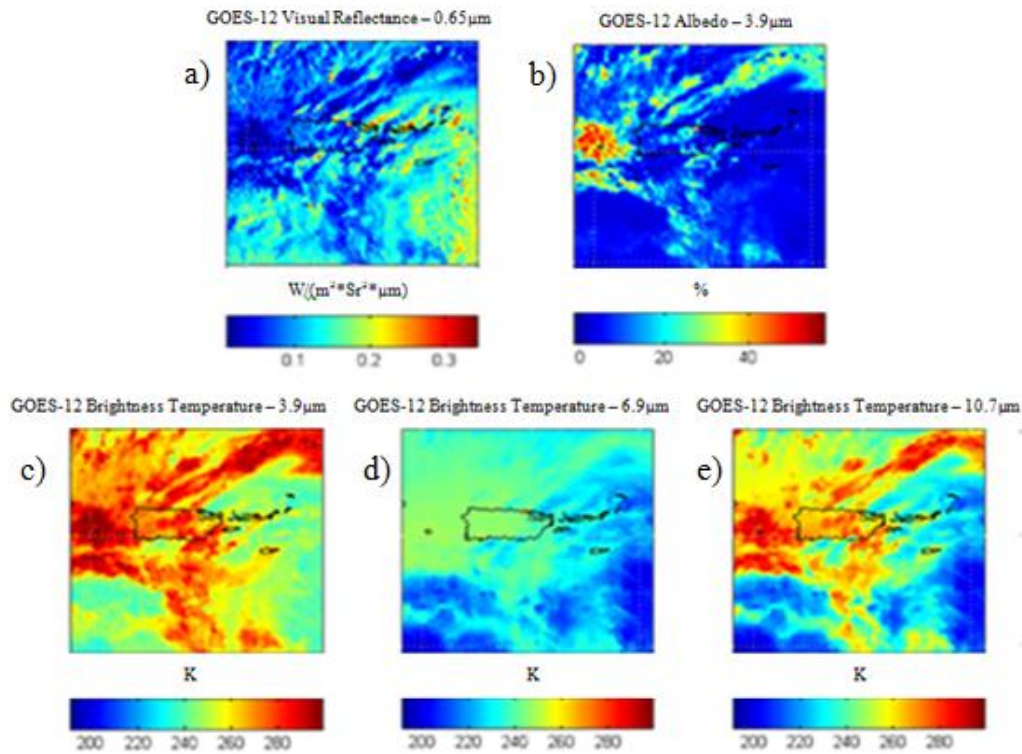 GOES-12 Visual Reflectance – 0.65μm
GOES-12 Albedo – 3.9μm
a)
b)
W/(m²*Sr²*μm)
%
0.1 0.2 0.3
0 20 40
GOES-12 Brightness Temperature – 3.9μm
GOES-12 Brightness Temperature – 6.9μm
GOES-12 Brightness Temperature – 10.7μm
c)
d)
e)
K
K
K
200 220 240 260 280
200 220 240 260 280
200 220 240 260 280